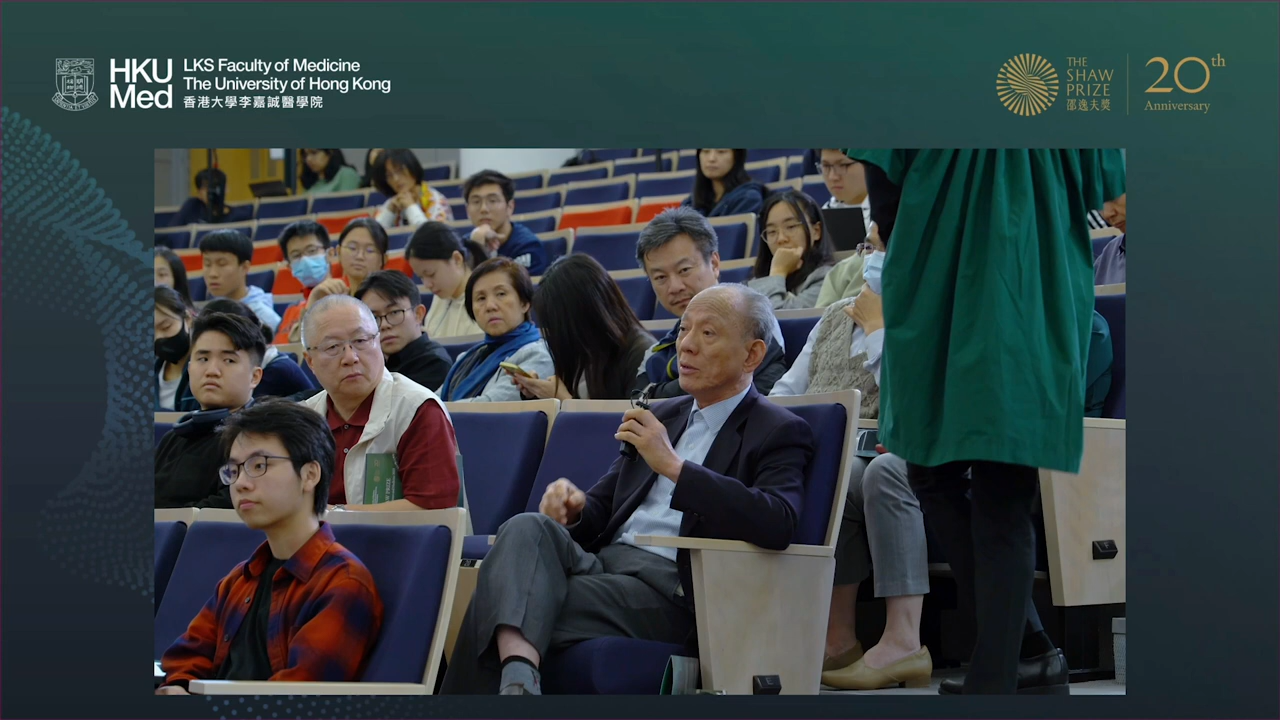 HKU
Med
LKS Faculty of Medicine
The University of Hong Kong
香港大學李嘉誠醫學院
THE
SHAW
PRIZE
邵逸夫獎
20th
Anniversary